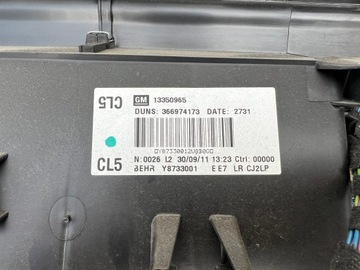 CL5
GM 13350965
DUNS: 366974173 DATE: 2731
CL5
N:0026 L2 30/09/11 13:23 Ctrl: 00000
BEHR Y8733001 EE7 LR CJ2LP